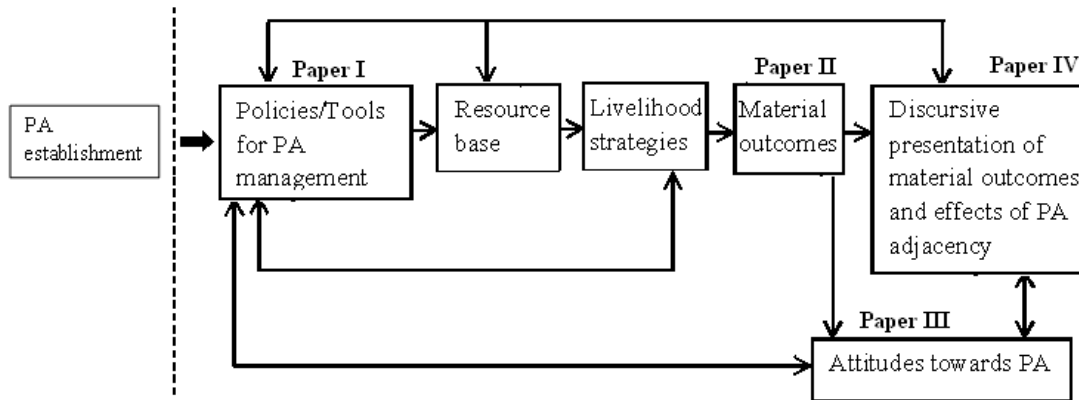 PA
establishment
Paper I
Policies/Tools
for PA
management
Resource
base
Livelihood
strategies
Paper II
Material
outcomes
Paper IV
Discursive
presentation of
material outcomes
and effects of PA
adjacency
Paper III
Attitudes towards PA